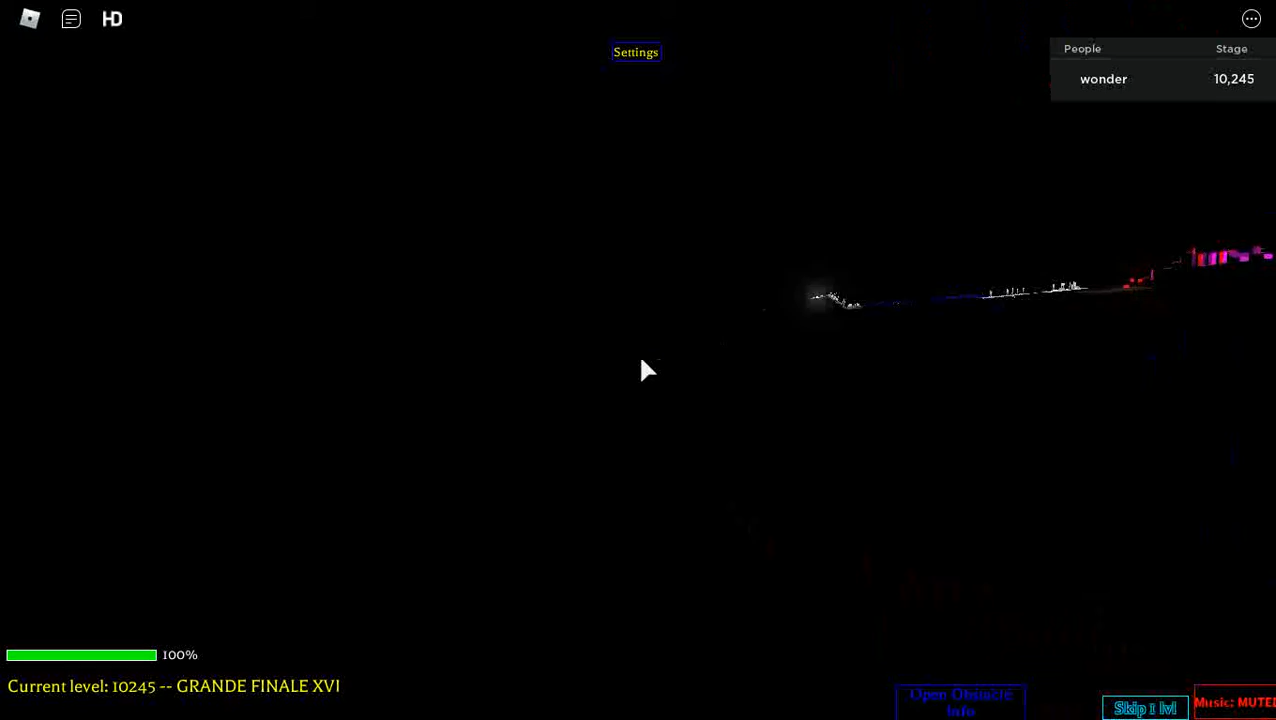 HD
Settings
People Stage
wonder 10,245
100%
Current level: 10245 -- GRANDE FINALE XVI
Open Obstacle
Info
Skip 1 lvl
Music: MUTED